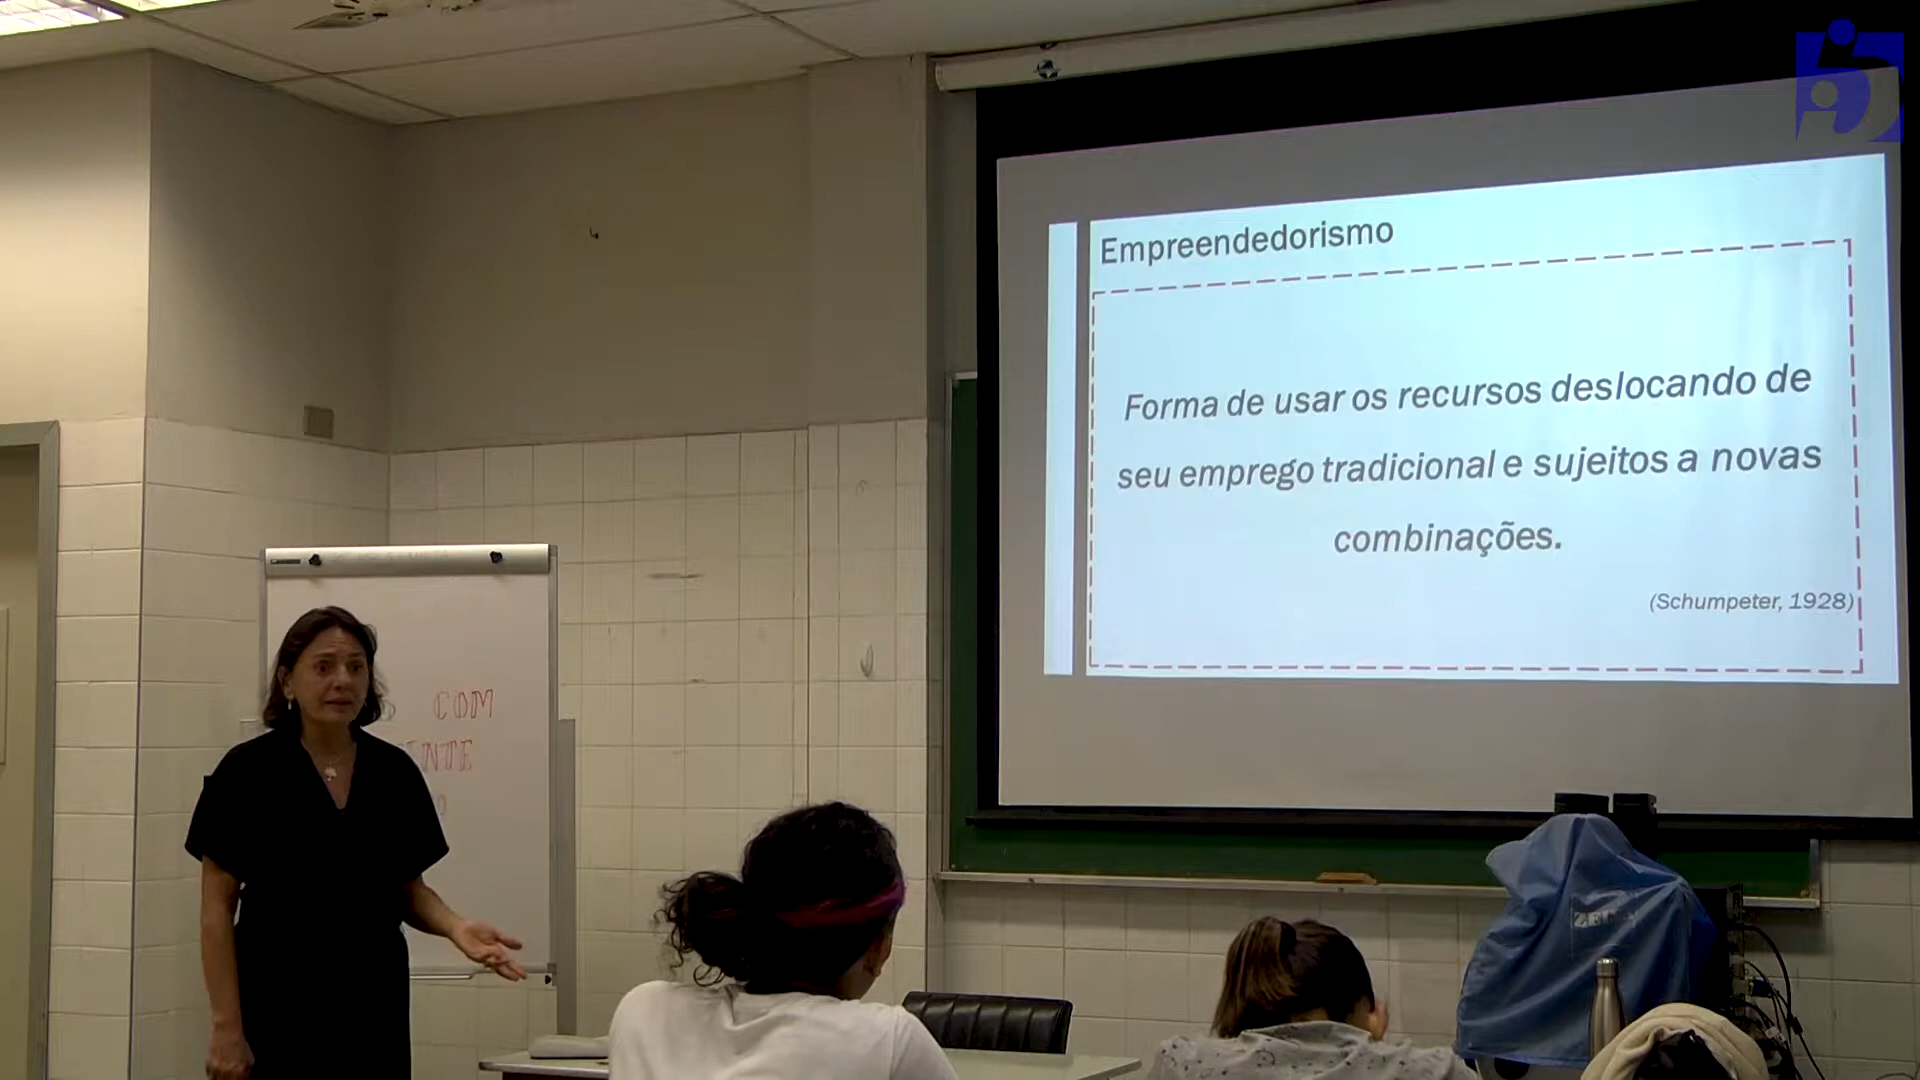 Empreendedorismo
Forma de usar os recursos deslocando de
seu emprego tradicional e sujeitos a novas
combinações.
(Schumpeter, 1928)
COM